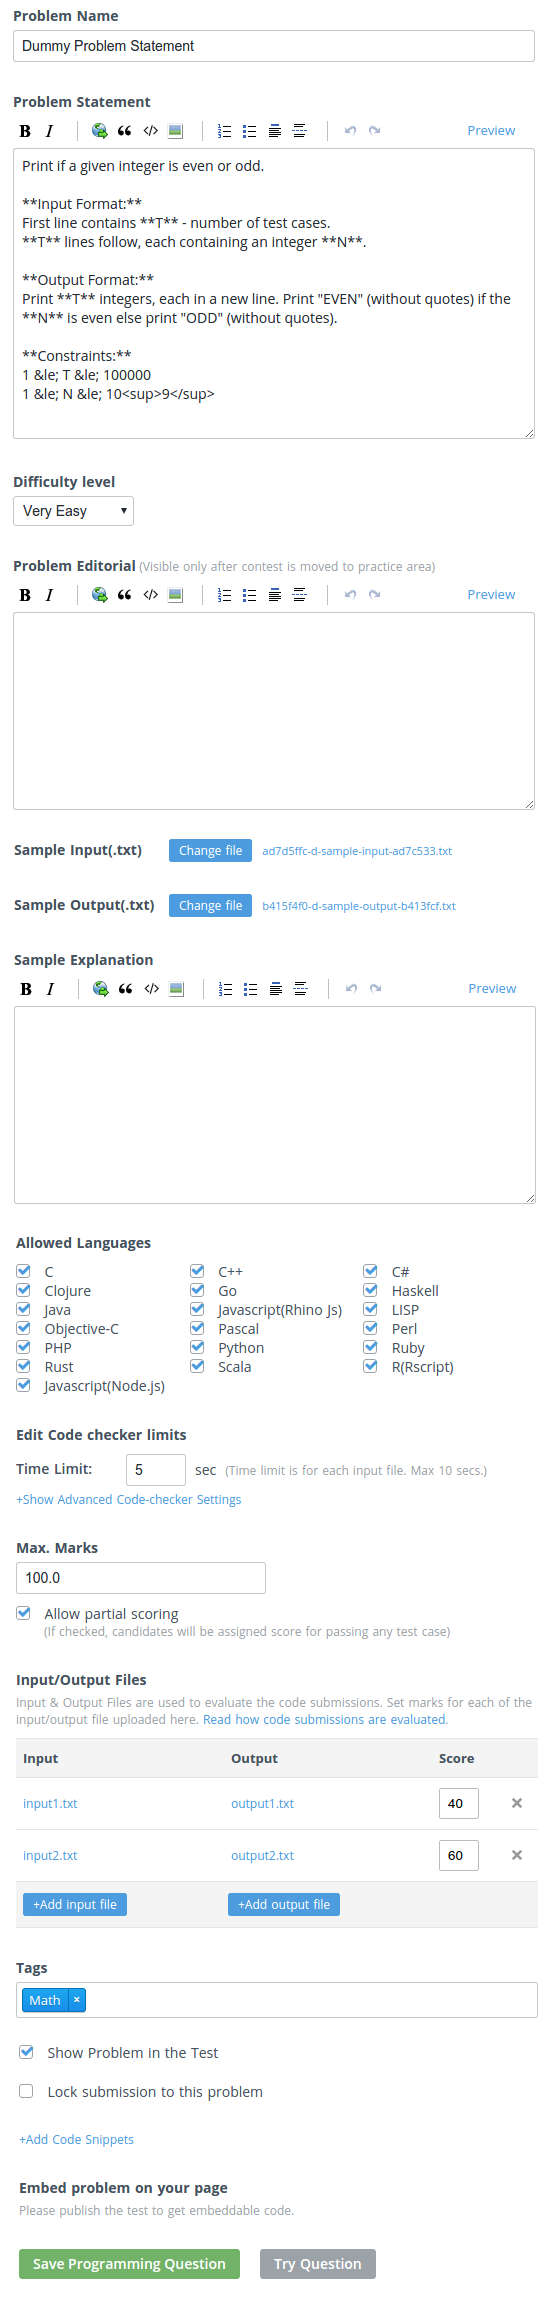 Problem Name
Dummy Problem Statement
Problem Statement
B I </> Preview
Print if a given integer is even or odd.
**Input Format:**
First line contains **T** - number of test cases.
**T** lines follow, each containing an integer **N**.
**Output Format:**
Print **T** integers, each in a new line. Print "EVEN" (without quotes) if the
**N** is even else print "ODD" (without quotes).
**Constraints:**
1 &le; T &le; 100000
1 &le; N &le; 10<sup>9</sup>
Difficulty level
Very Easy
Problem Editorial (Visible only after contest is moved to practice area)
B I </> Preview
Sample Input(.txt) Change file ad7d5ffc-d-sample-input-ad7c533.txt
Sample Output(.txt) Change file b415f4f0-d-sample-output-b413fcf.txt
Sample Explanation
B I </> Preview
Allowed Languages
C C++ C#
Clojure Go Haskell
Java Javascript(Rhino Js) LISP
Objective-C Pascal Perl
PHP Python Ruby
Rust Scala R(Rscript)
Javascript(Node.js)
Edit Code checker limits
Time Limit: 5 sec (Time limit is for each input file. Max 10 secs.)
+Show Advanced Code-checker Settings
Max. Marks
100.0
Allow partial scoring
(If checked, candidates will be assigned score for passing any test case)
Input/Output Files
Input & Output Files are used to evaluate the code submissions. Set marks for each of the
input/output file uploaded here. Read how code submissions are evaluated.
Input Output Score
input1.txt output1.txt 40 ×
input2.txt output2.txt 60 ×
+Add input file +Add output file
Tags
Math ×
Show Problem in the Test
Lock submission to this problem
+Add Code Snippets
Embed problem on your page
Please publish the test to get embeddable code.
Save Programming Question Try Question